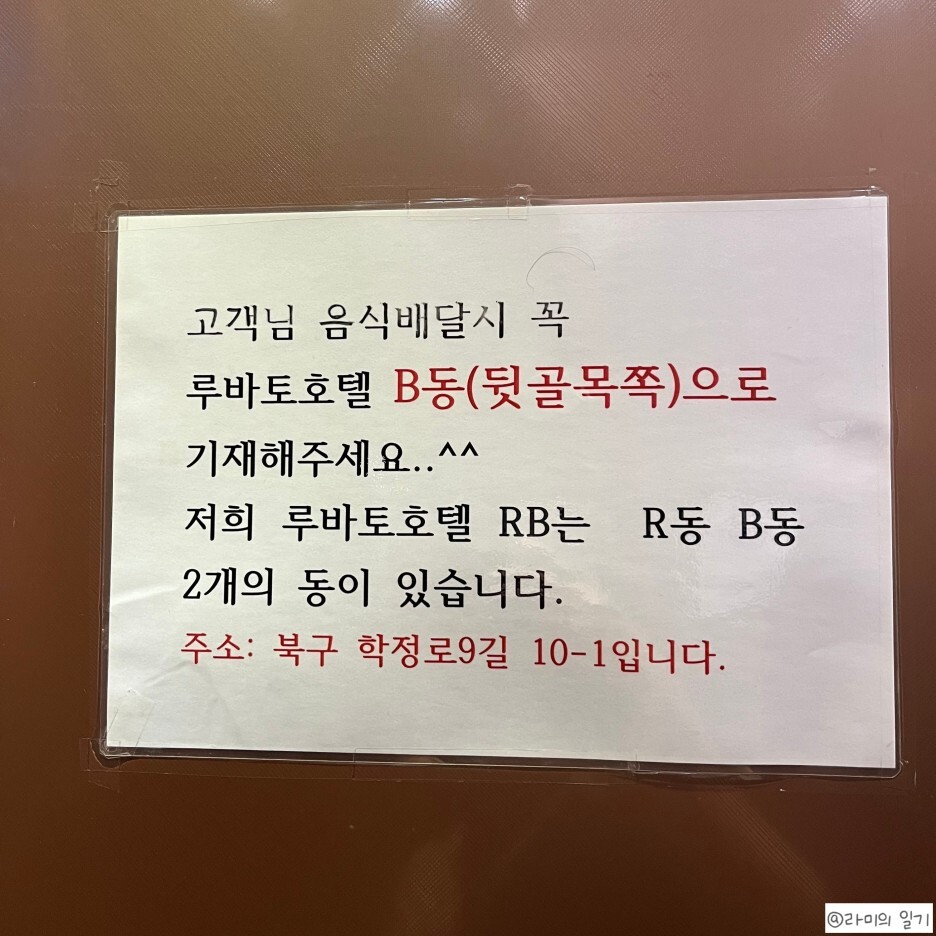 고객님 음식배달시 꼭
루바토호텔 B동(뒷골목쪽)으로
기재해주세요..^^
저희 루바토호텔 RB는 R동 B동
2개의 동이 있습니다.
주소: 북구 학정로9길 10-1입니다.
@라미의 일기